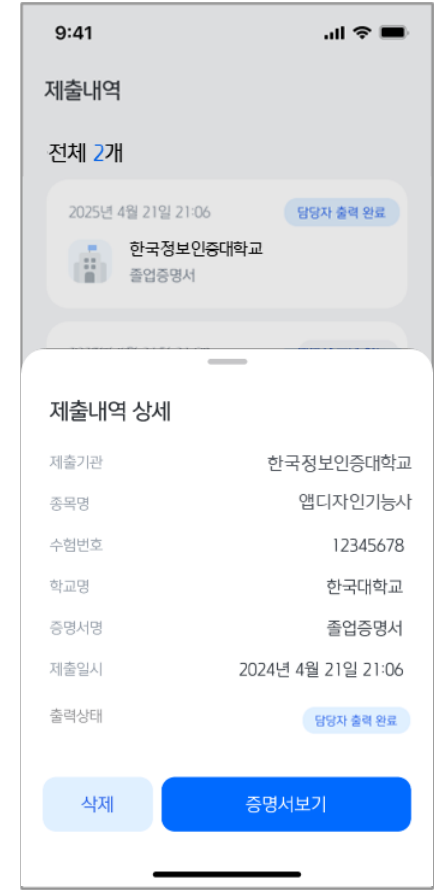 9:41
제출내역
전체 2개
2025년 4월 21일 21:06 담당자 출력 완료
한국정보인증대학교
졸업증명서
제출내역 상세
제출기관 한국정보인증대학교
종목명 앱디자인기능사
수험번호 12345678
학교명 한국대학교
증명서명 졸업증명서
제출일시 2024년 4월 21일 21:06
출력상태 담당자 출력 완료
삭제 증명서보기